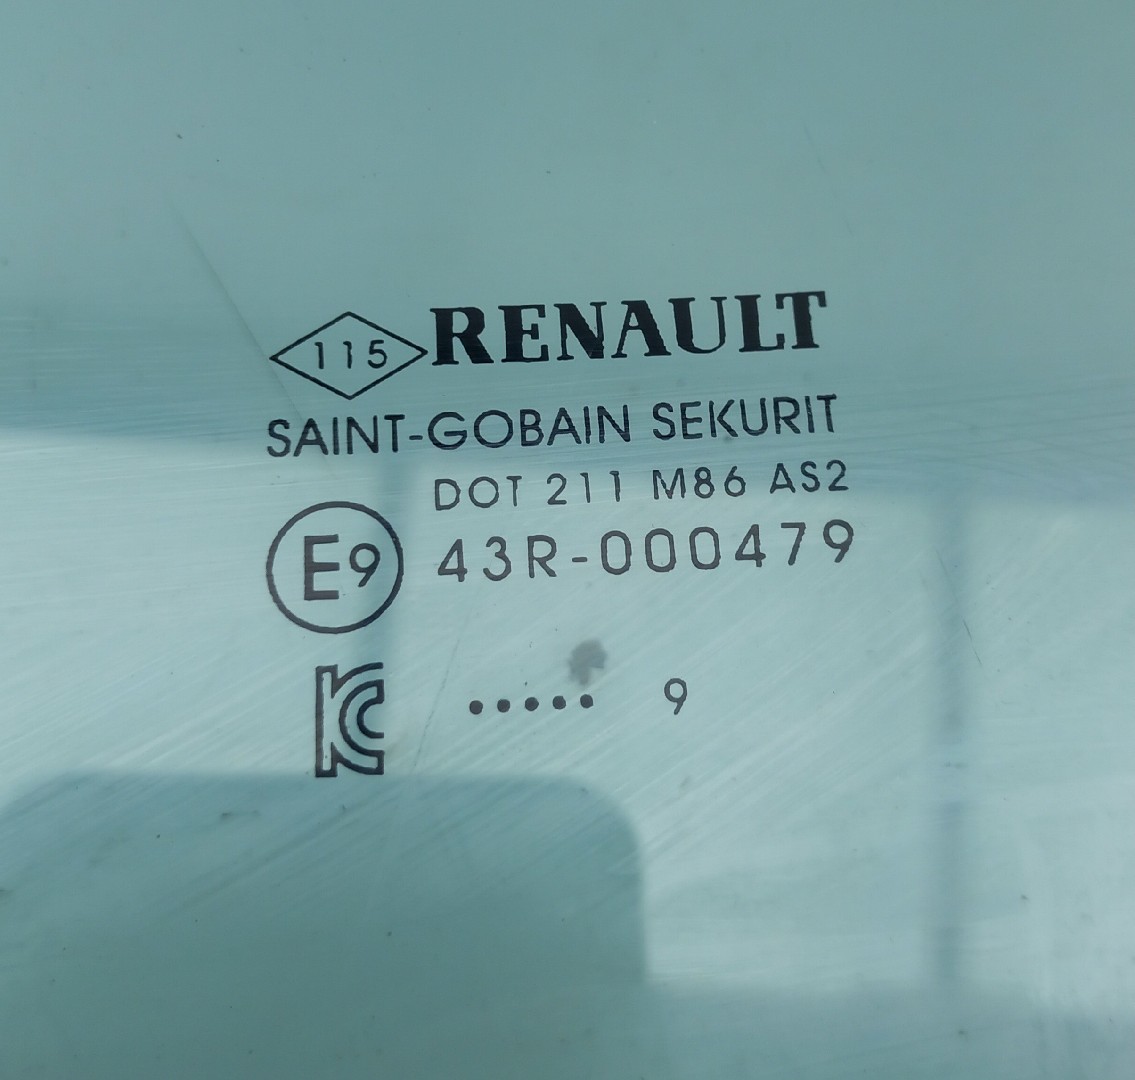 115 RENAULT
SAINT-GOBAIN SEKURIT
DOT 211 M86 AS2
E9 43R-000479
KC ..... 9